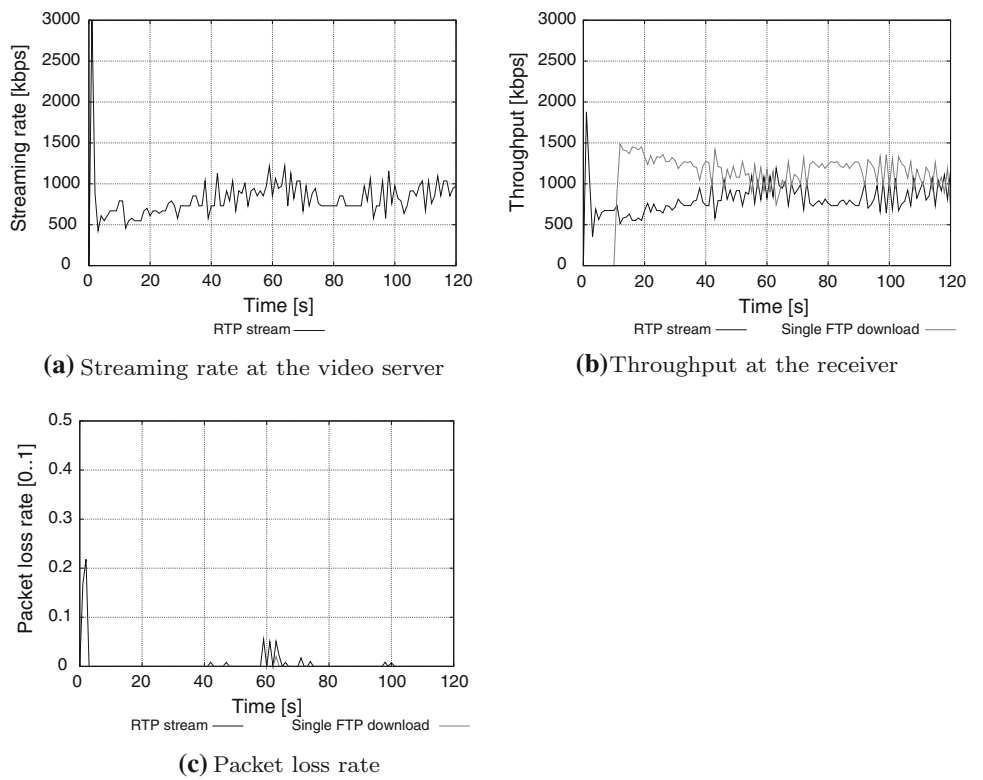 3000
2500
2000
1500
1000
500
0
Streaming rate [kbps]
0 20 40 60 80 100 120
Time [s]
RTP stream
(a) Streaming rate at the video server
3000
2500
2000
1500
1000
500
0
Throughput [kbps]
0 20 40 60 80 100 120
Time [s]
RTP stream Single FTP download
(b)Throughput at the receiver
0.5
0.4
0.3
0.2
0.1
0
Packet loss rate [0..1]
0 20 40 60 80 100 120
Time [s]
RTP stream Single FTP download
(c) Packet loss rate